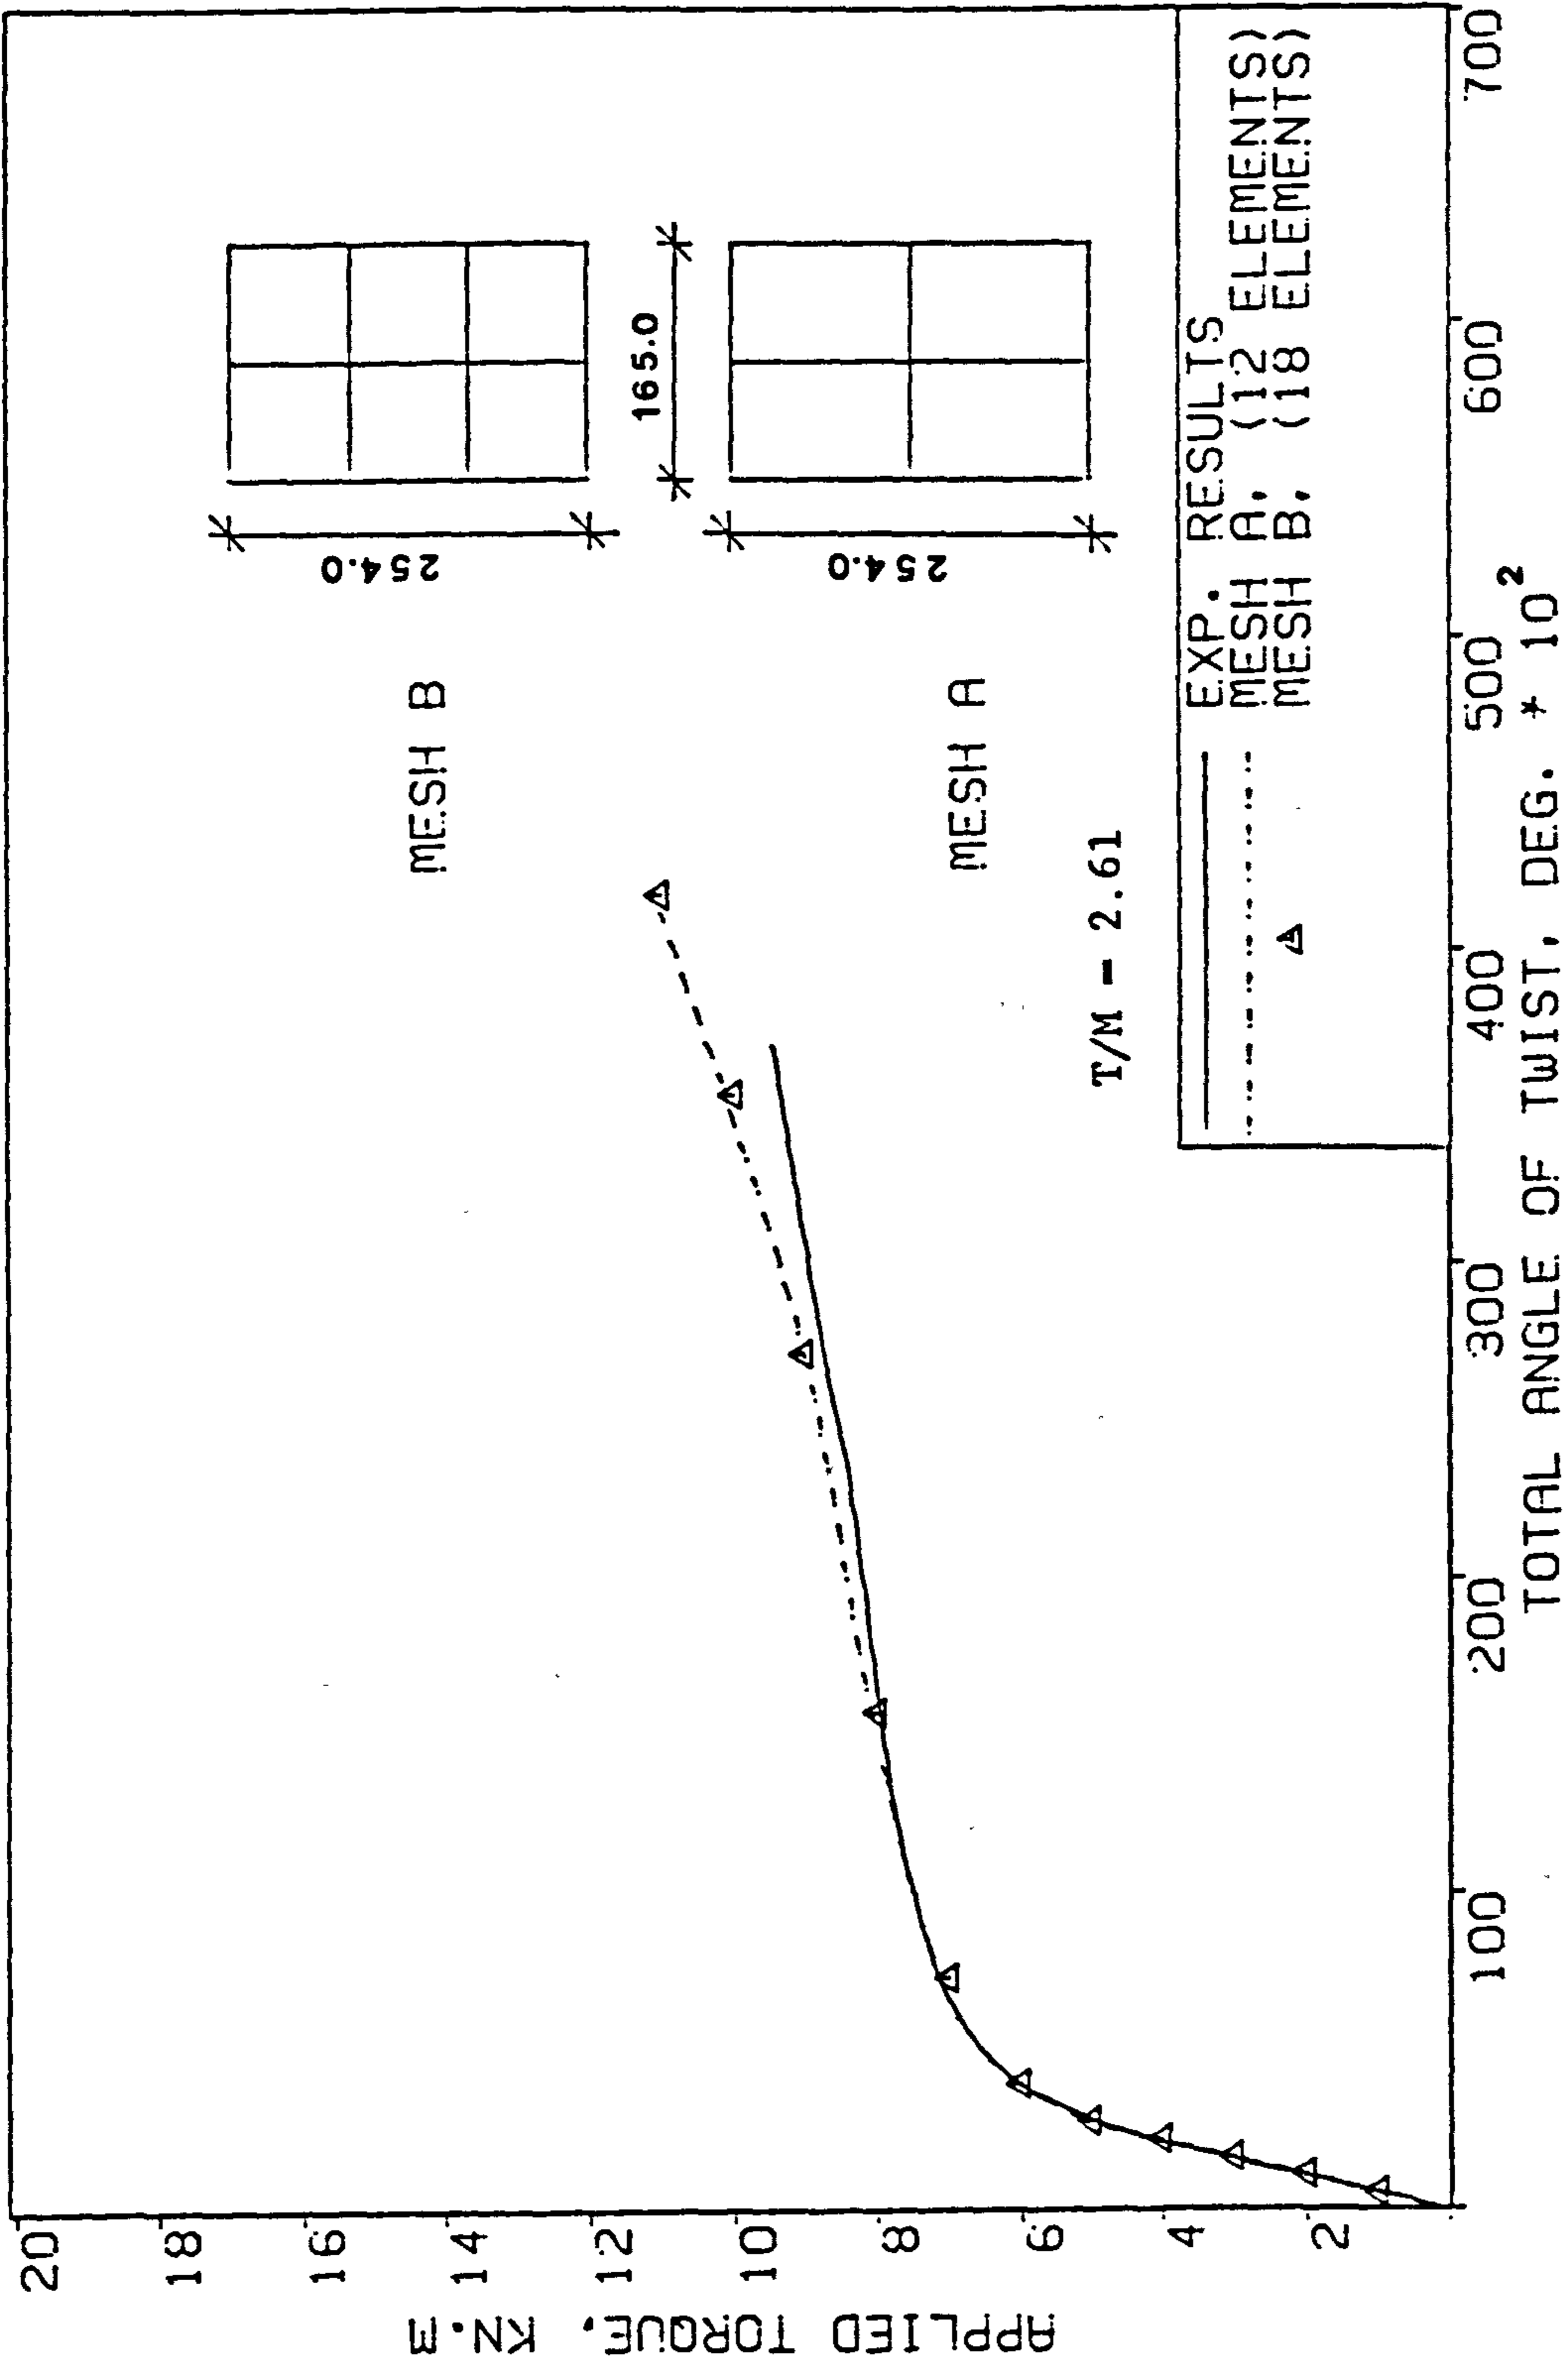 20
18
16
14
12
10
8
6
4
2
APPLIED TORQUE, KN.M
MESH B
254.0
165.0
MESH A
254.0
T/M = 2.61
EXP. RESULTS
MESH A, (12 ELEMENTS)
MESH B, (18 ELEMENTS)
100
200
300
400
500
600
700
TOTAL ANGLE OF TWIST, DEG. * 10²